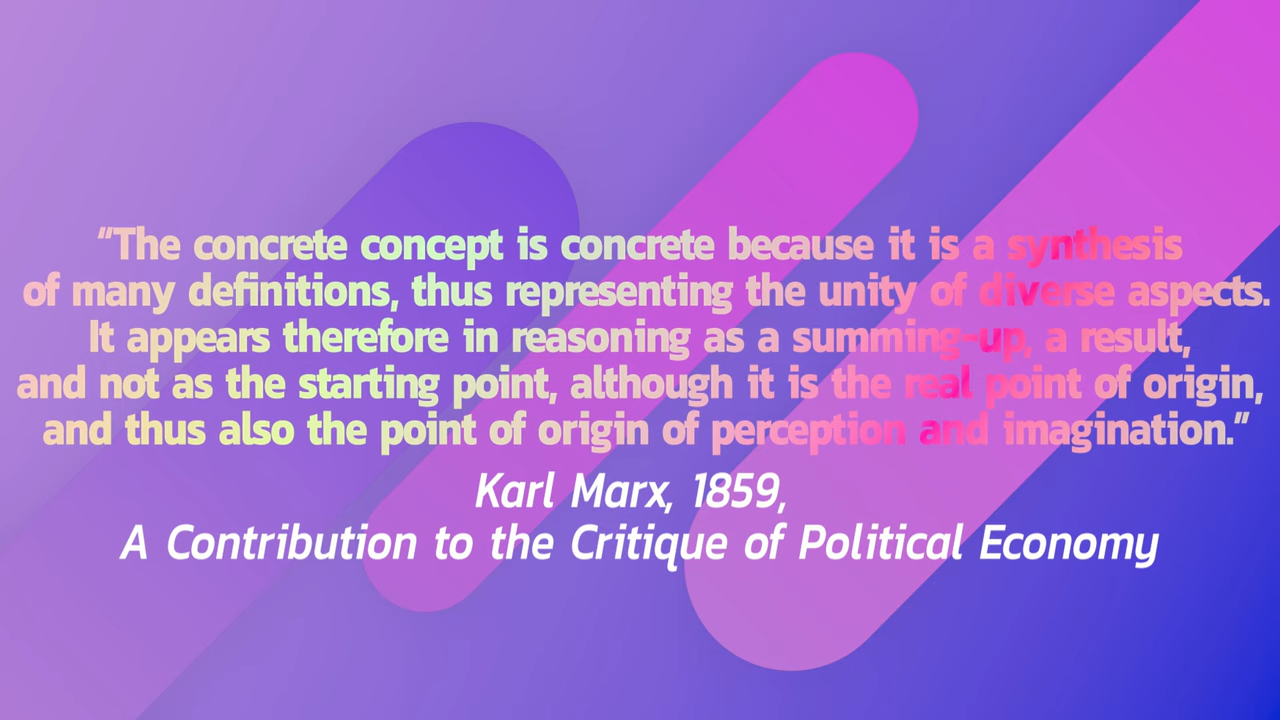 “The concrete concept is concrete because it is a synthesis
of many definitions, thus representing the unity of diverse aspects.
It appears therefore in reasoning as a summing-up, a result,
and not as the starting point, although it is the real point of origin,
and thus also the point of origin of perception and imagination.”
Karl Marx, 1859,
A Contribution to the Critique of Political Economy